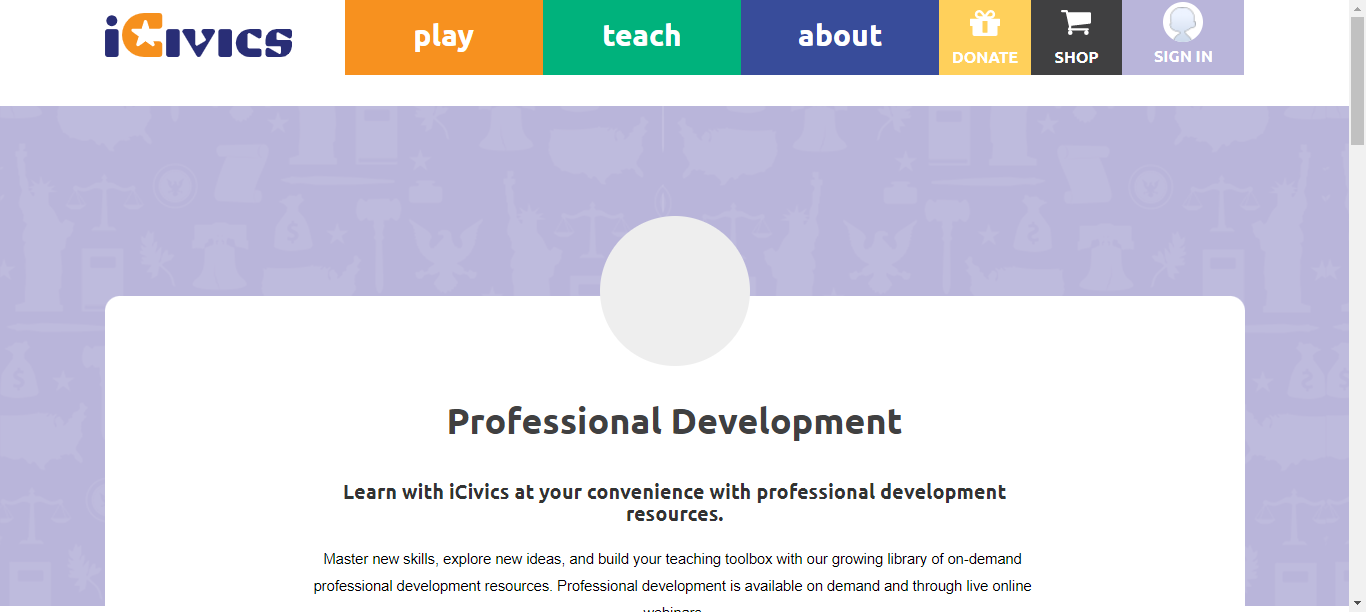 iCivics
play
teach
about
DONATE
SHOP
SIGN IN
Professional Development
Learn with iCivics at your convenience with professional development
resources.
Master new skills, explore new ideas, and build your teaching toolbox with our growing library of on-demand
professional development resources. Professional development is available on demand and through live online
webinars.